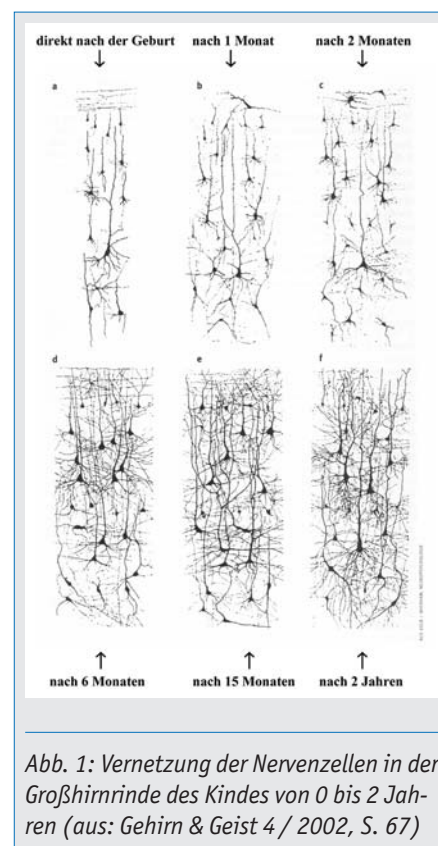 direkt nach der Geburt nach 1 Monat nach 2 Monaten
a b c
d e f
nach 6 Monaten nach 15 Monaten nach 2 Jahren
Abb. 1: Vernetzung der Nervenzellen in der
Großhirnrinde des Kindes von 0 bis 2 Jah-
ren (aus: Gehirn & Geist 4 / 2002, S. 67)